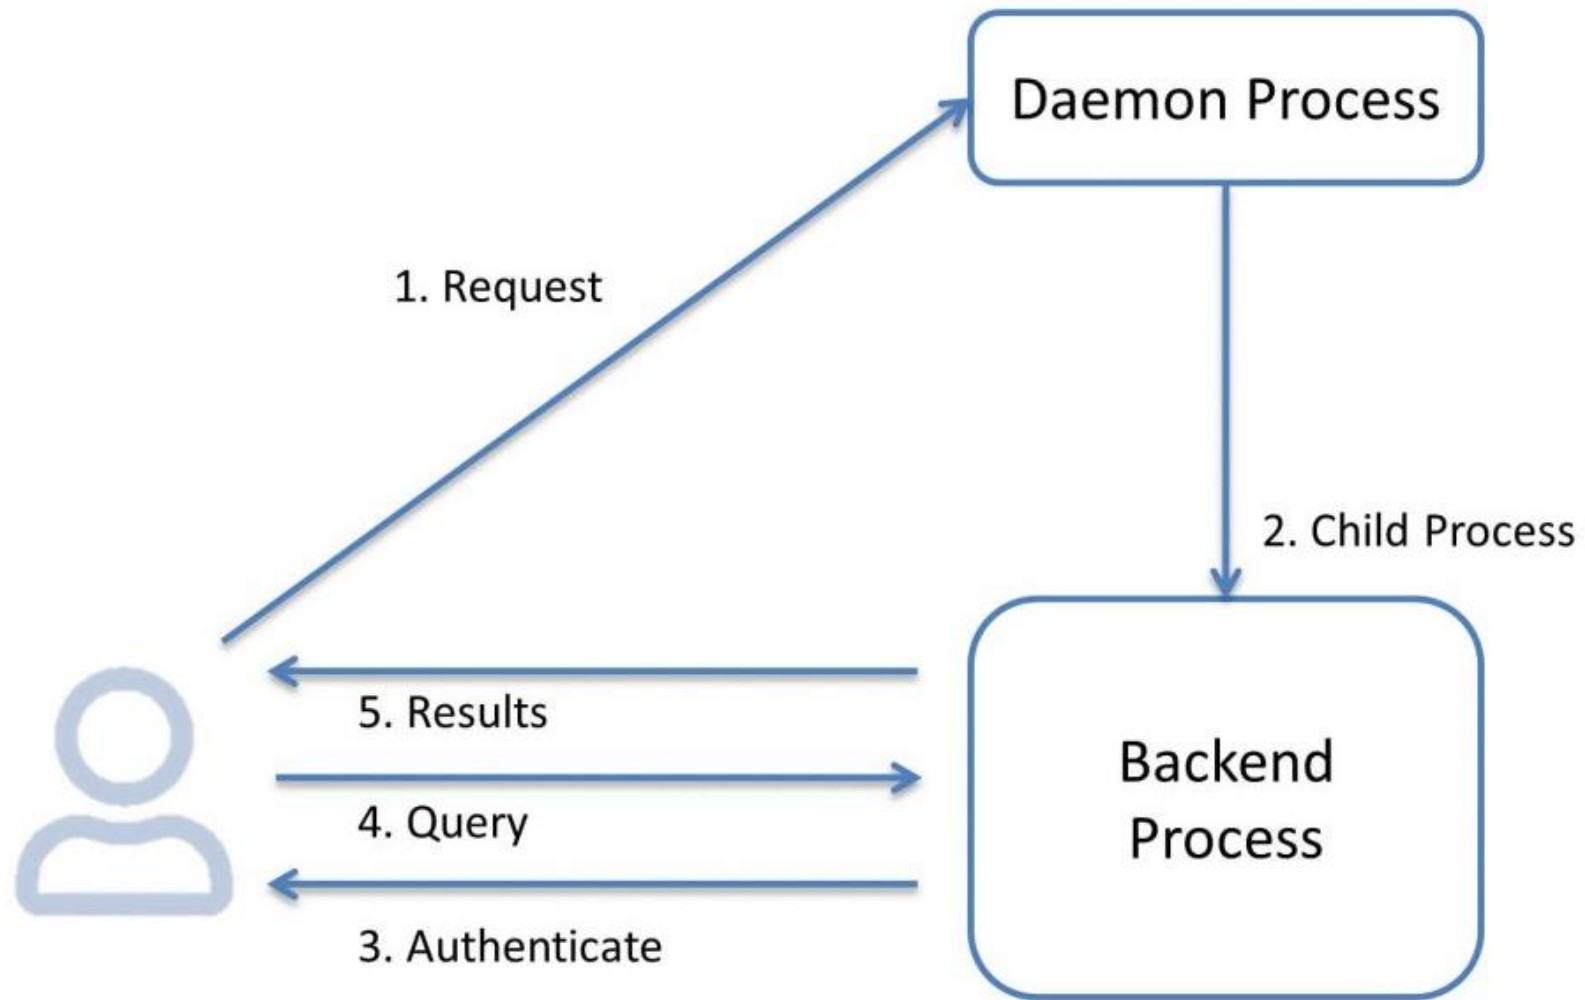 Daemon Process
1. Request
2. Child Process
5. Results
4. Query
3. Authenticate
Backend
Process